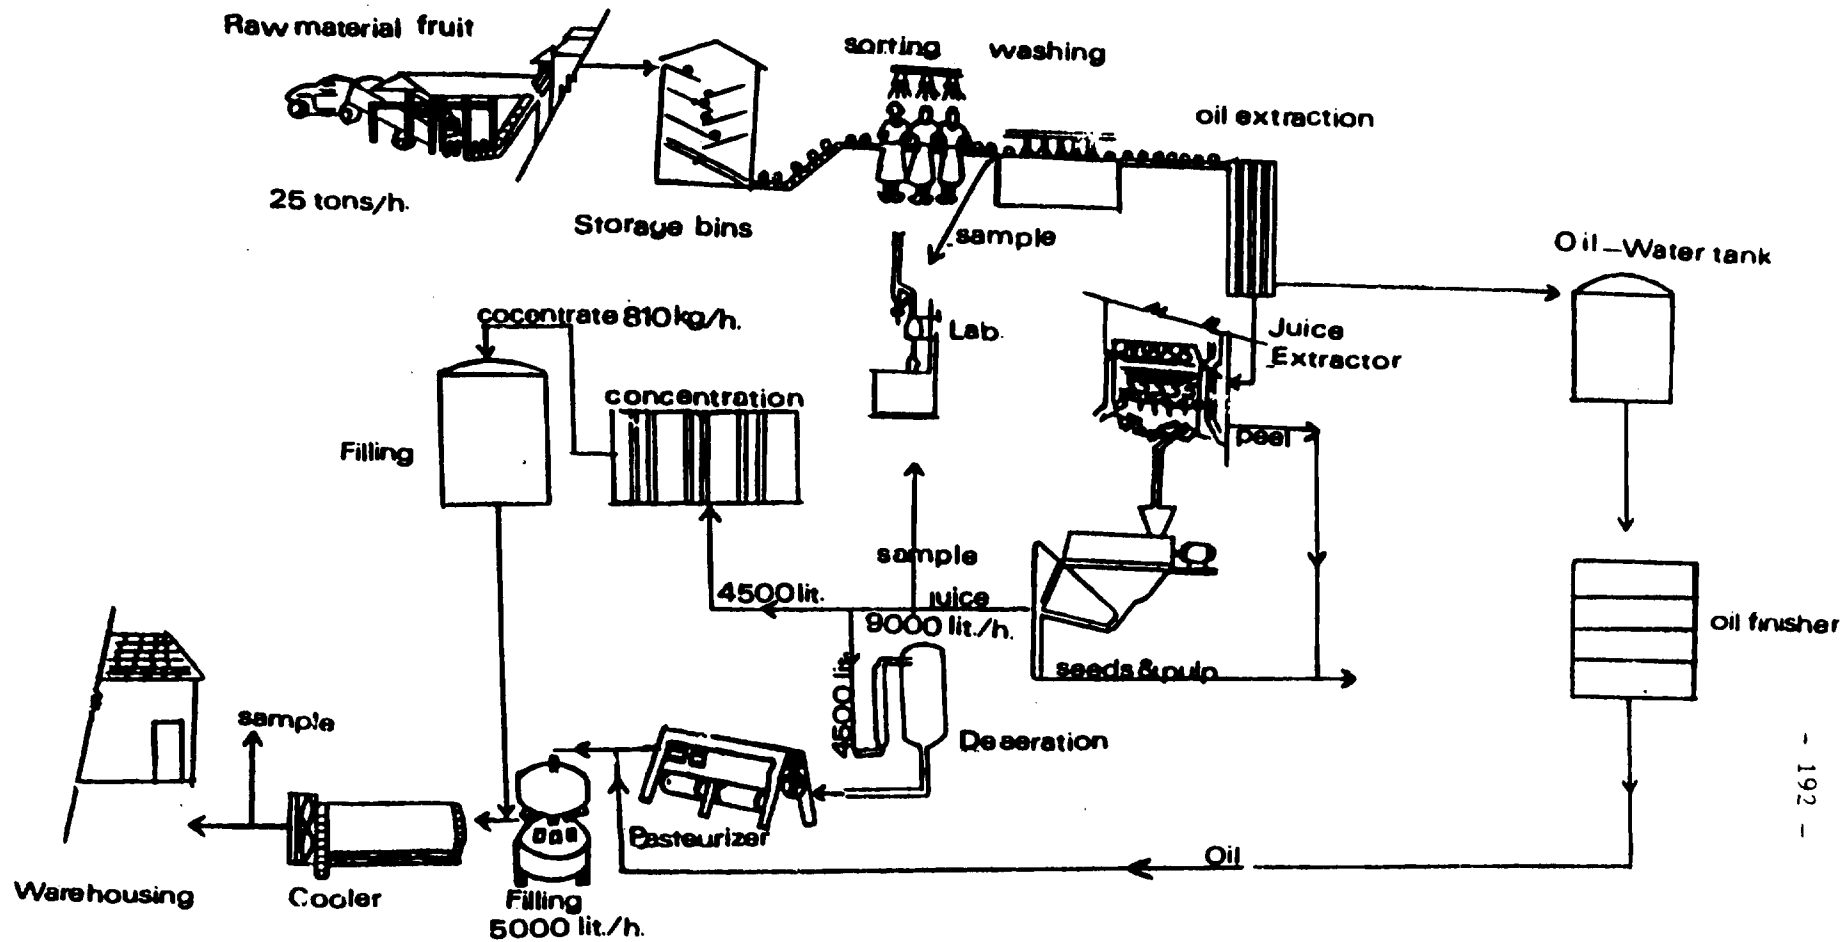 Raw material fruit
25 tons/h.
Storage bins
sorting washing
oil extraction
sample
Lab.
Oil-Water tank
Juice
Extractor
peel
cocontrate 810 kg/h.
concentration
Filling
sample
4500 lit.
juice
9000 lit./h.
4500 lit.
seeds & pulp
oil finisher
Deaeration
Pasteurizer
sample
Oil
Warehousing
Cooler
Filling
5000 lit./h.
- 192 -